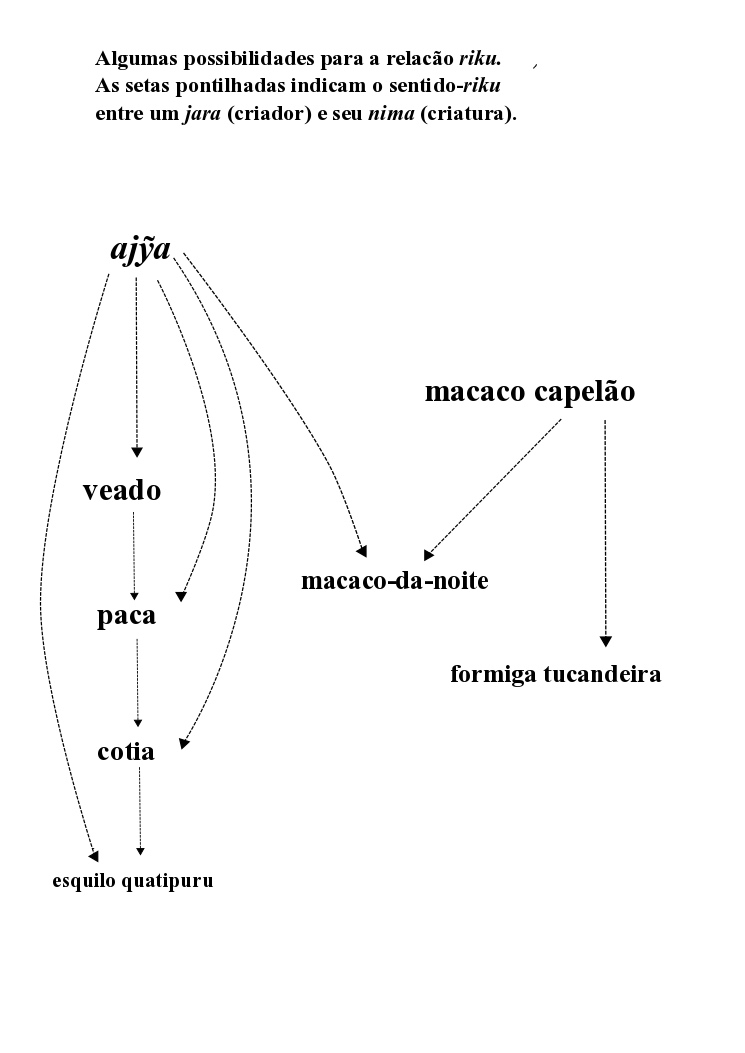 Algumas possibilidades para a relacão riku.
As setas pontilhadas indicam o sentido-riku
entre um jara (criador) e seu nima (criatura).
ajỹa
macaco capelão
veado
macaco-da-noite
paca
formiga tucandeira
cotia
esquilo quatipuru